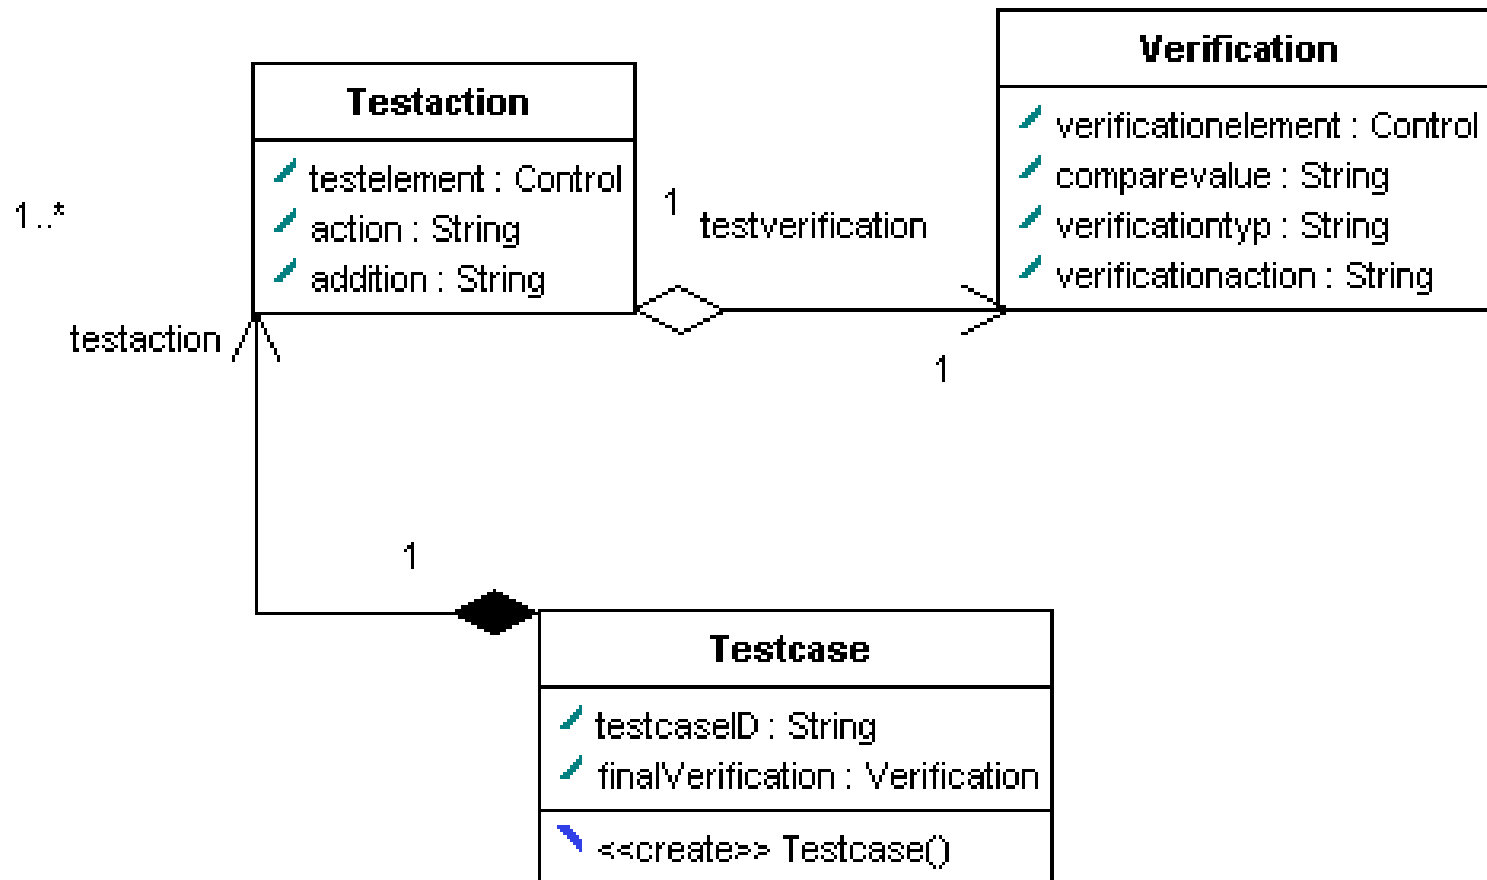 Verification
verificationelement : Control
comparevalue : String
verificationtyp : String
verificationaction : String
Testaction
testelement : Control
action : String
addition : String
1..*
1
testverification
1
testaction
1
Testcase
testcaseID : String
finalVerification : Verification
<<create>> Testcase()